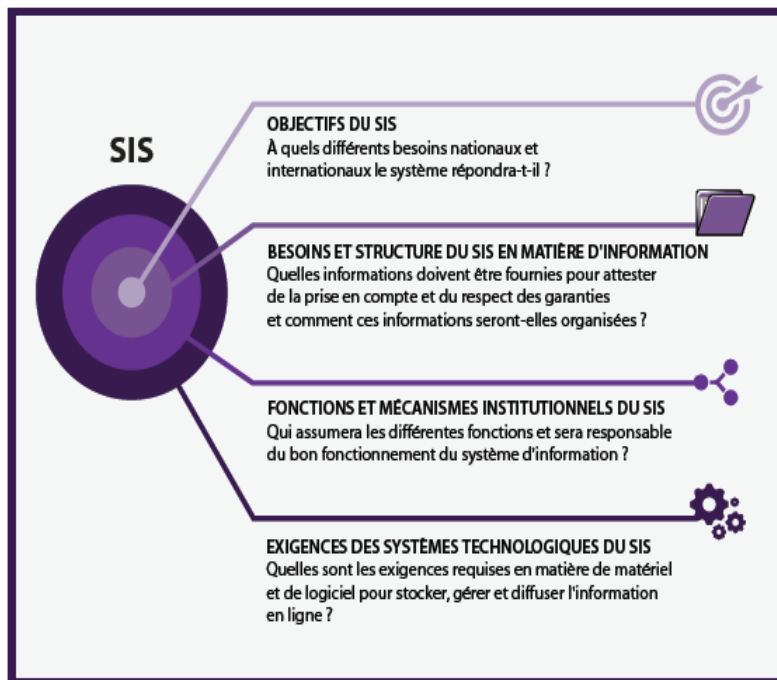 SIS
OBJECTIFS DU SIS
À quels différents besoins nationaux et
internationaux le système répondra-t-il ?
BESOINS ET STRUCTURE DU SIS EN MATIÈRE D'INFORMATION
Quelles informations doivent être fournies pour attester
de la prise en compte et du respect des garanties
et comment ces informations seront-elles organisées ?
FONCTIONS ET MÉCANISMES INSTITUTIONNELS DU SIS
Qui assumera les différentes fonctions et sera responsable
du bon fonctionnement du système d'information ?
EXIGENCES DES SYSTÈMES TECHNOLOGIQUES DU SIS
Quelles sont les exigences requises en matière de matériel
et de logiciel pour stocker, gérer et diffuser l'information
en ligne ?